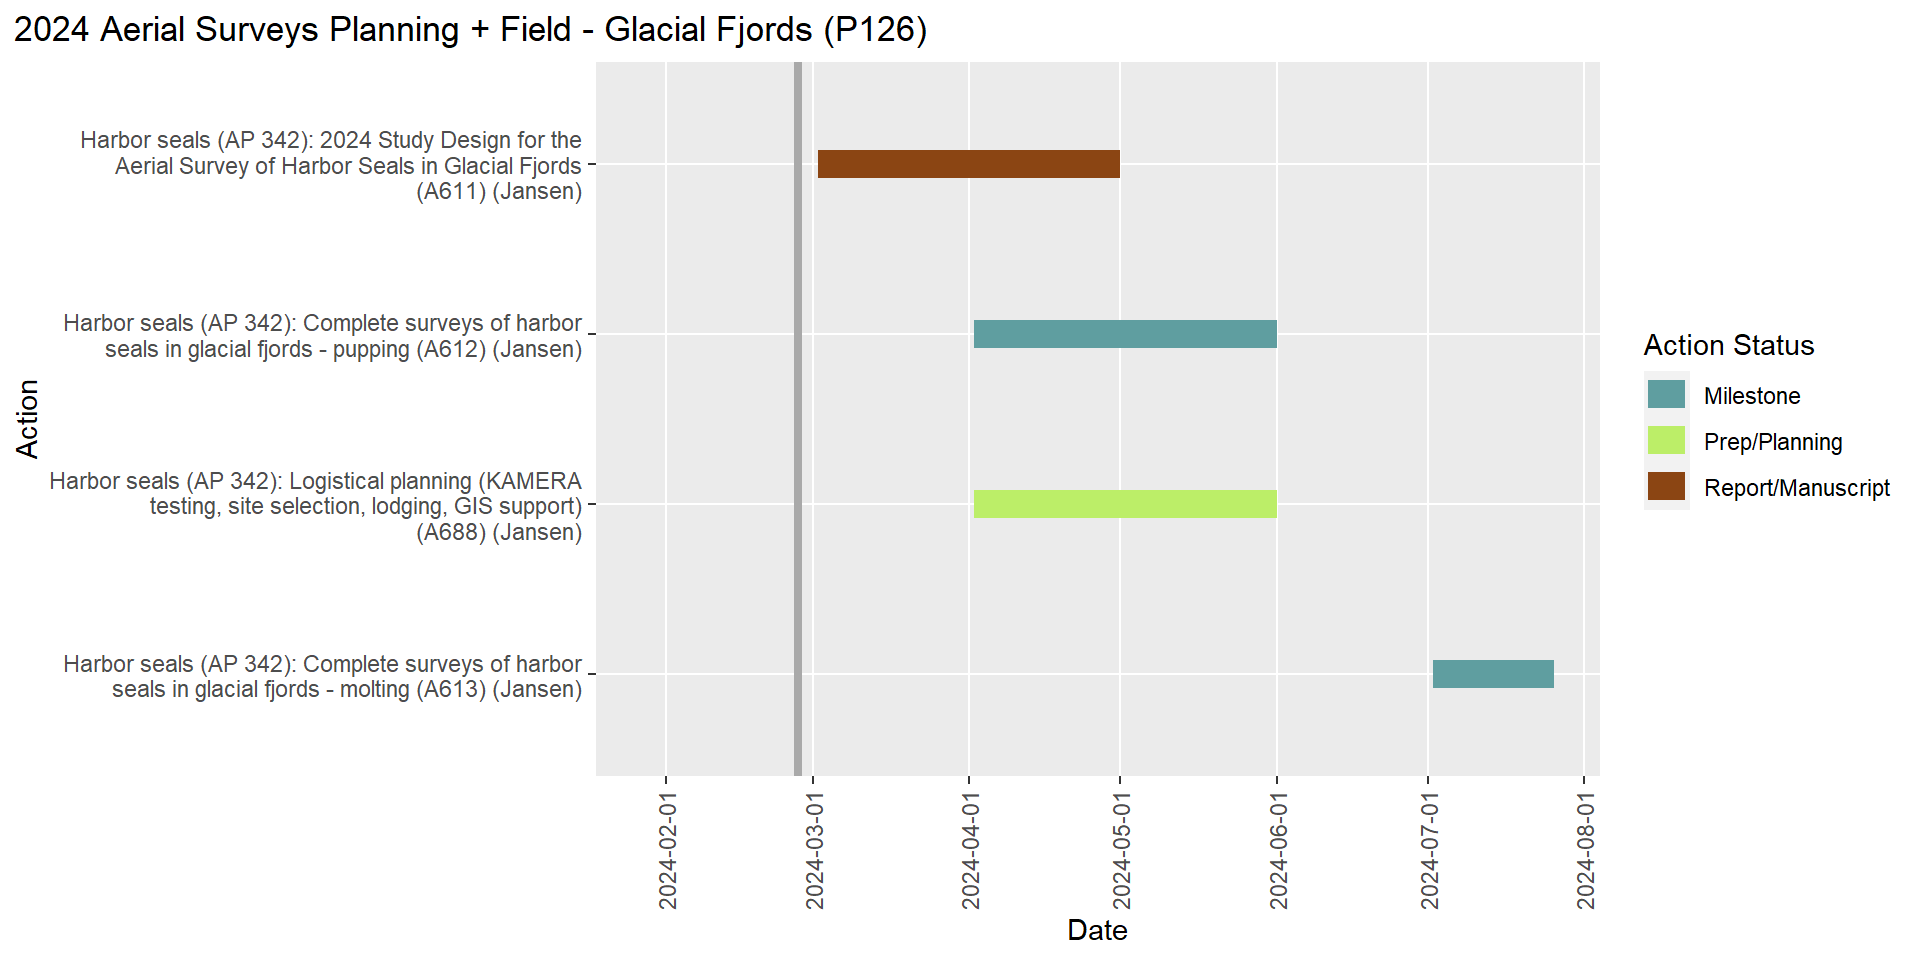 2024 Aerial Surveys Planning + Field - Glacial Fjords (P126)
Action
Harbor seals (AP 342): 2024 Study Design for the
Aerial Survey of Harbor Seals in Glacial Fjords
(A611) (Jansen)
Harbor seals (AP 342): Complete surveys of harbor
seals in glacial fjords - pupping (A612) (Jansen)
Harbor seals (AP 342): Logistical planning (KAMERA
testing, site selection, lodging, GIS support)
(A688) (Jansen)
Harbor seals (AP 342): Complete surveys of harbor
seals in glacial fjords - molting (A613) (Jansen)
2024-02-01
2024-03-01
2024-04-01
2024-05-01
2024-06-01
2024-07-01
2024-08-01
Date
Action Status
Milestone
Prep/Planning
Report/Manuscript